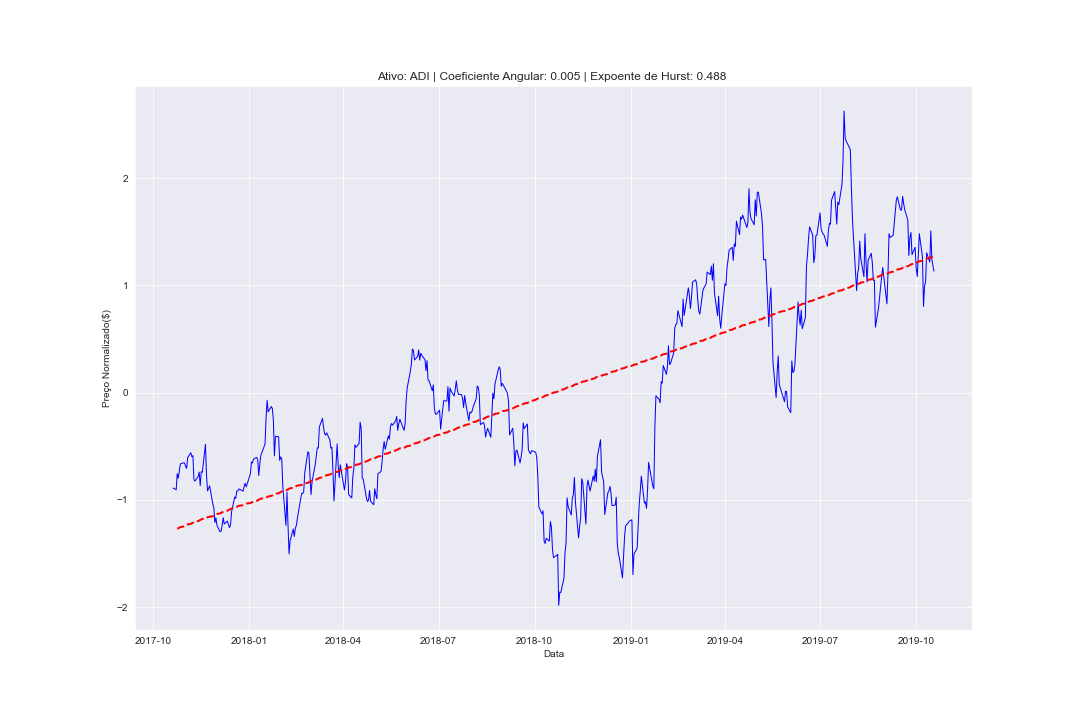 Ativo: ADI | Coeficiente Angular: 0.005 | Expoente de Hurst: 0.488
Preço Normalizado($)
2
1
0
−1
−2
2017-10 2018-01 2018-04 2018-07 2018-10 2019-01 2019-04 2019-07 2019-10
Data